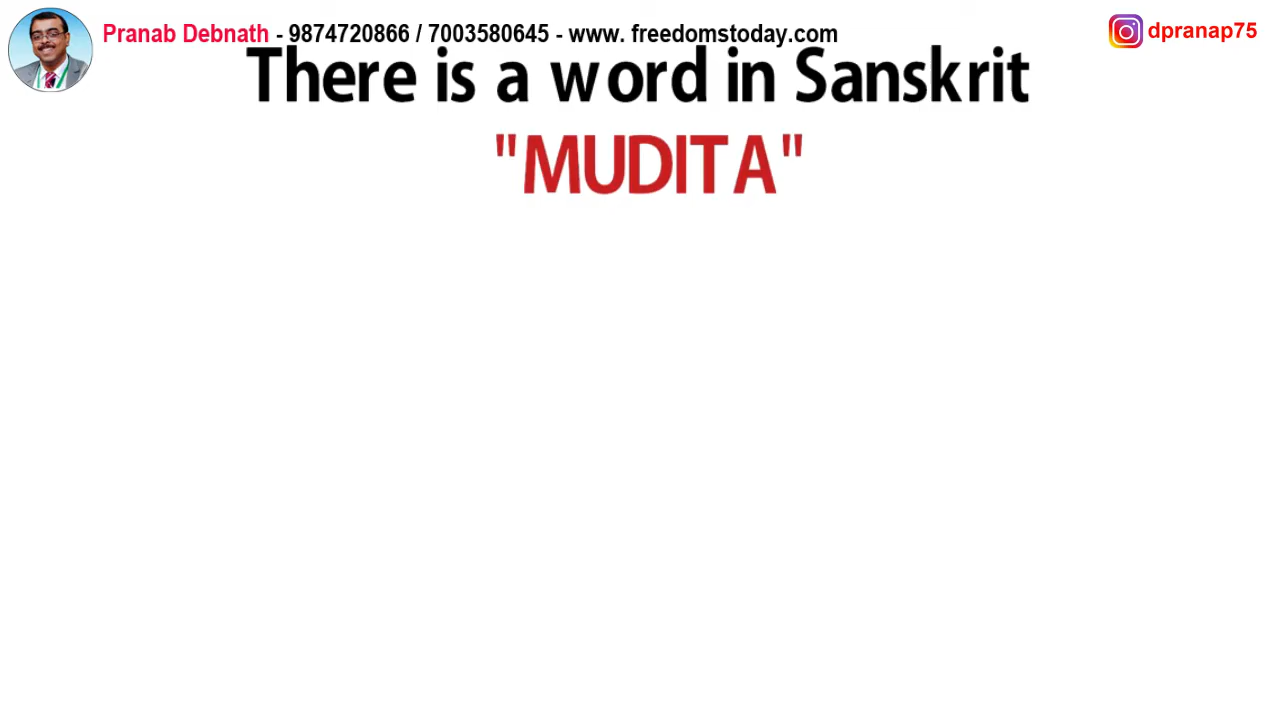 Pranab Debnath - 9874720866 / 7003580645 - www. freedomstoday.com
dpranap75
There is a word in Sanskrit
"MUDITA"